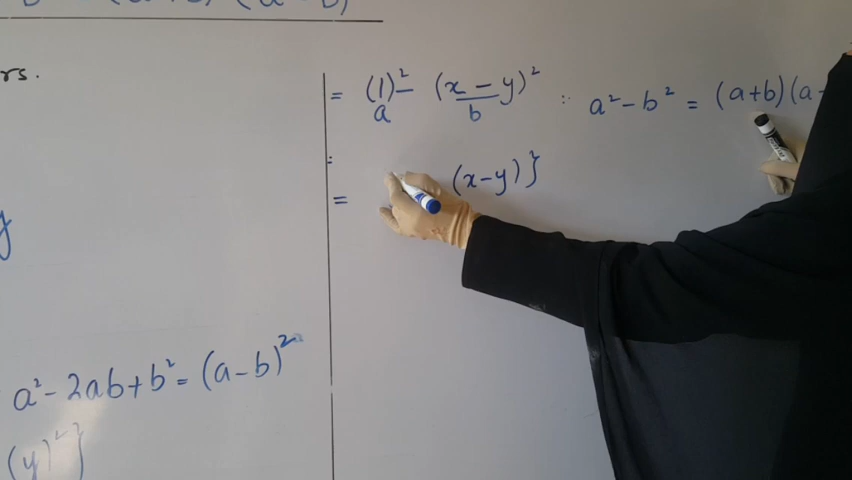 rs.
y
a² - 2ab + b² = (a - b)²
(y)² }
= (1)² - (x - y)² ∵ a² - b² = (a+b)(a-
a b
= (x-y) }